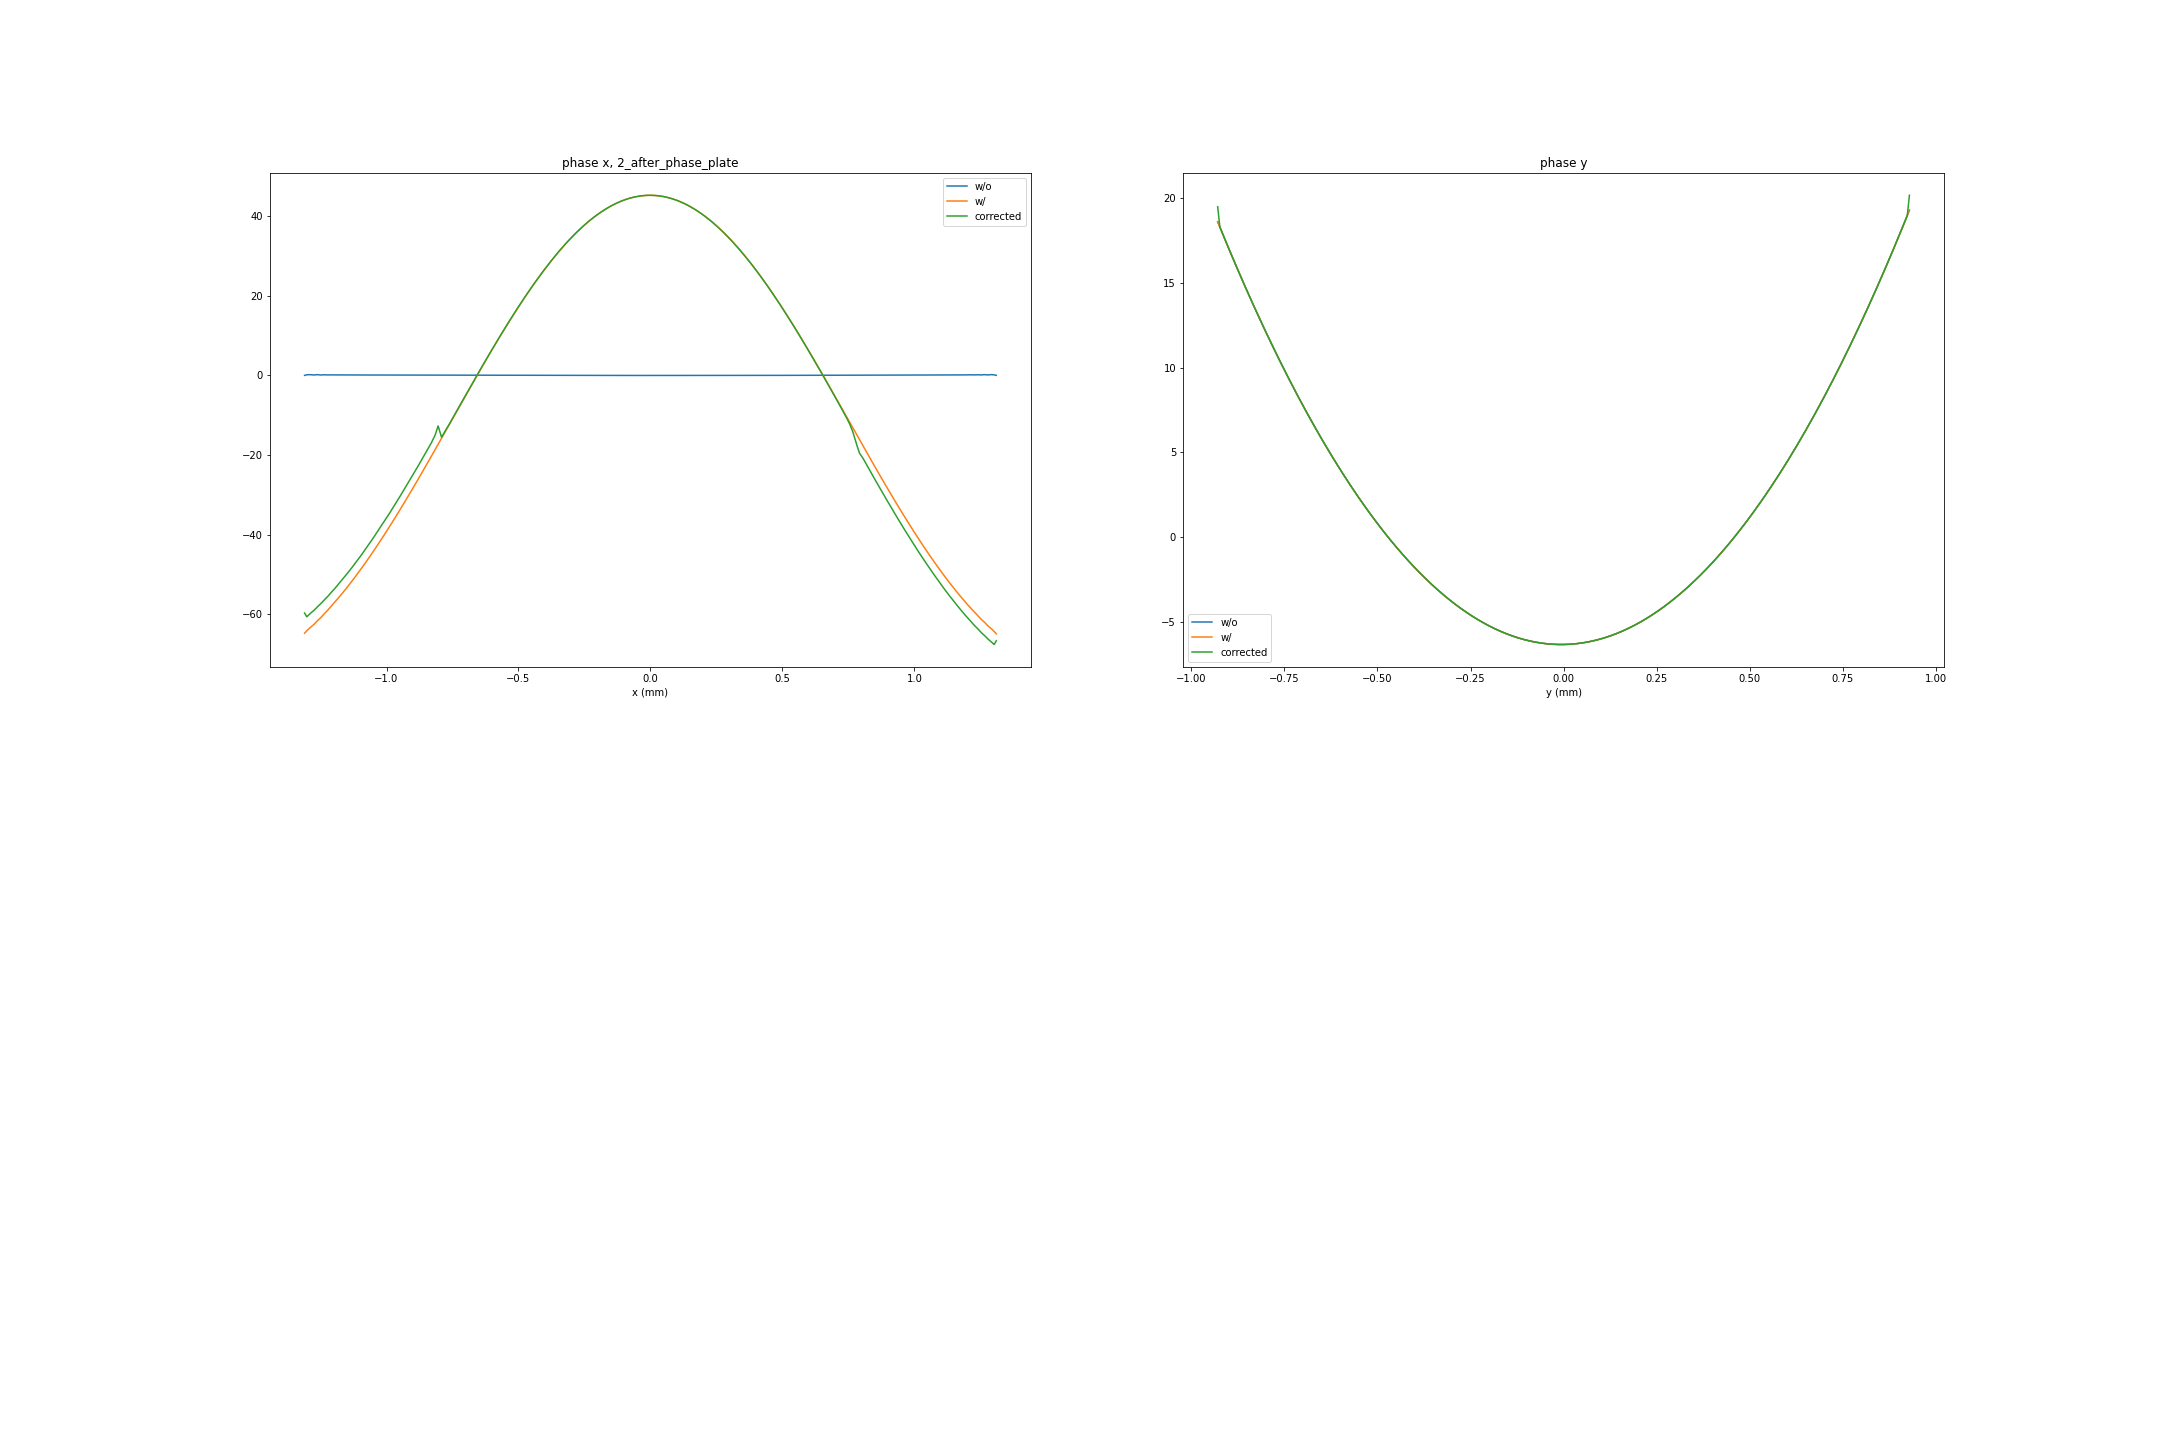 phase x, 2_after_phase_plate
w/o
w/
corrected
40
20
0
−20
−40
−60
−1.0 −0.5 0.0 0.5 1.0
x (mm)
phase y
20
15
10
5
0
−5
w/o
w/
corrected
−1.00 −0.75 −0.50 −0.25 0.00 0.25 0.50 0.75 1.00
y (mm)